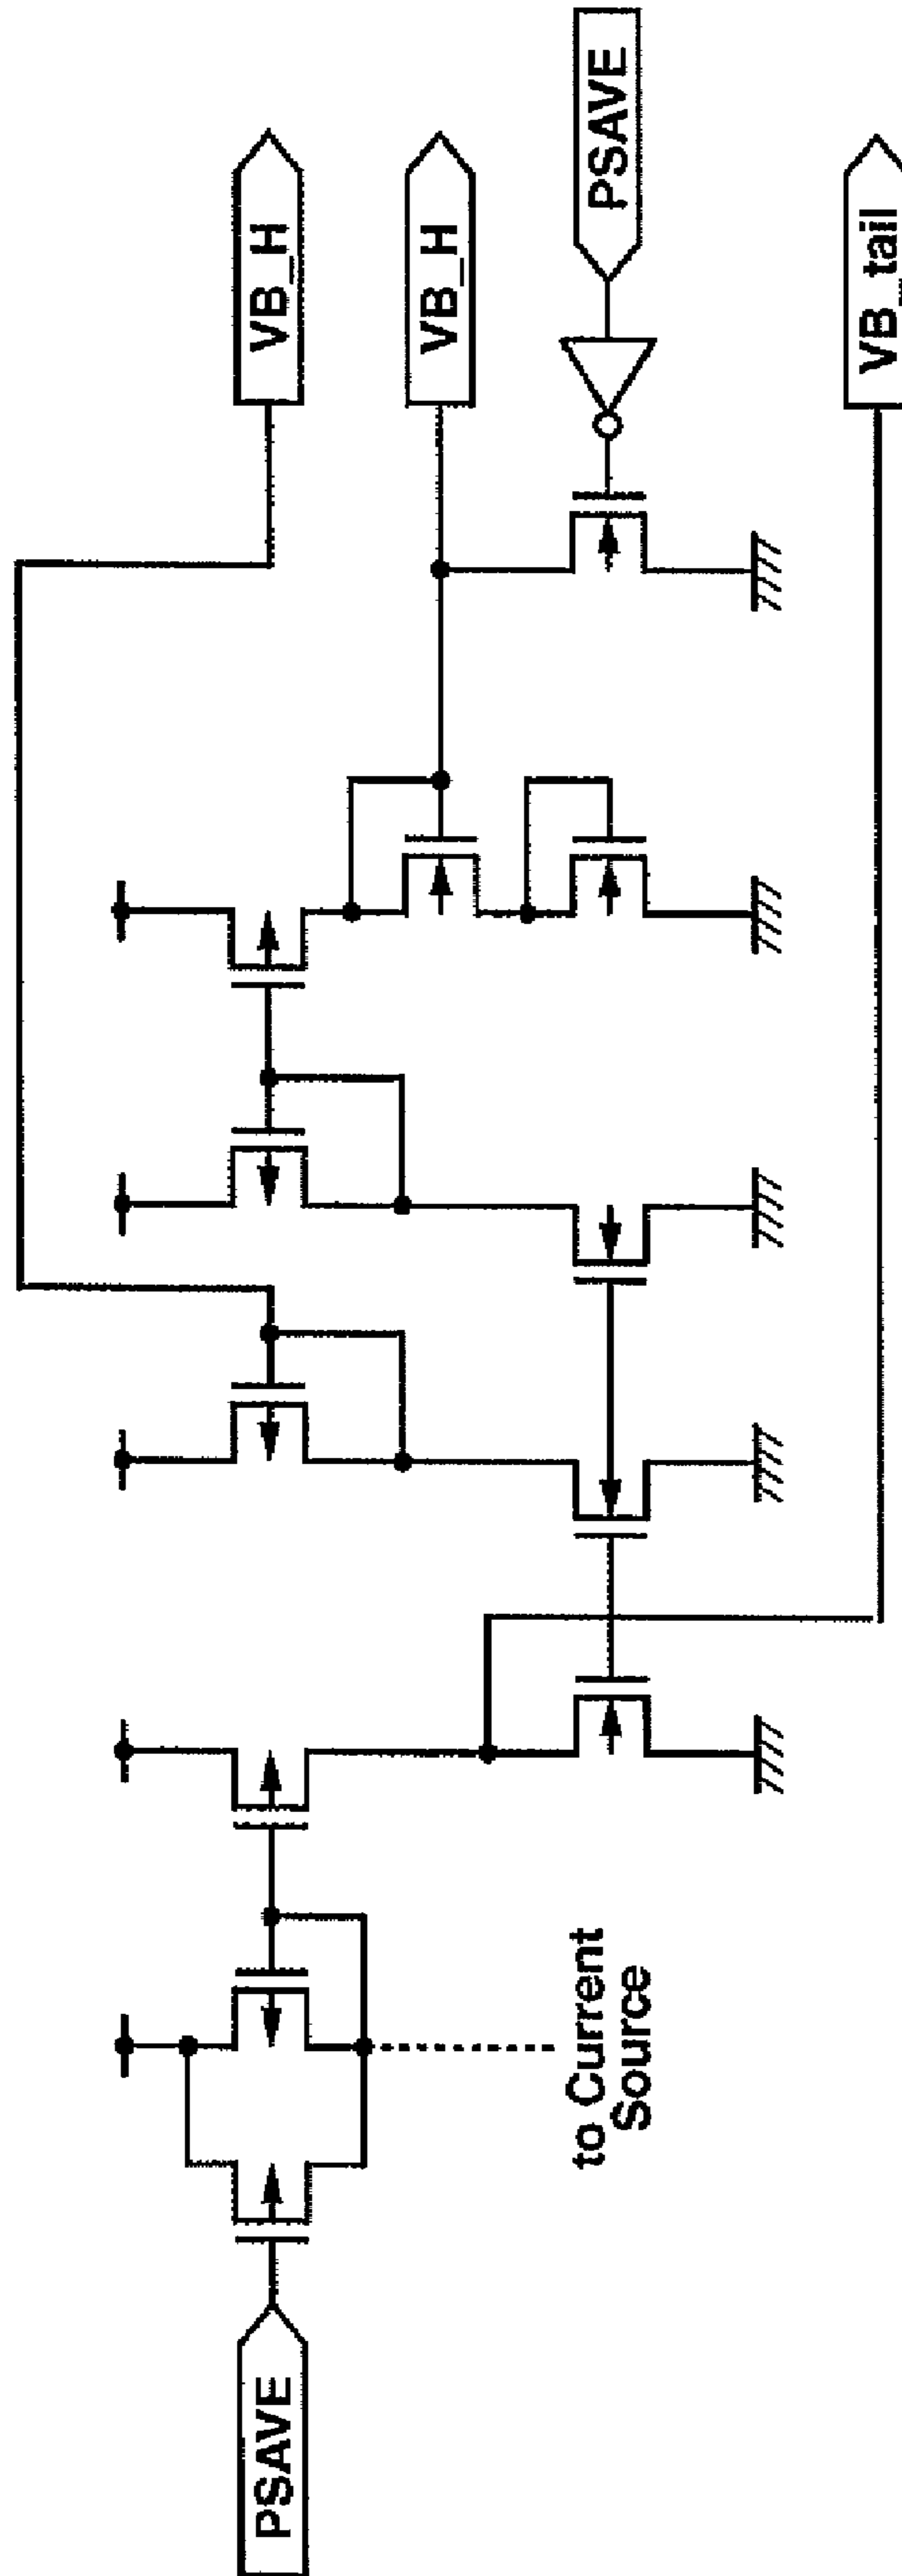 PSAVE
to Current
Source
VB_H
VB_H
PSAVE
VB_tail